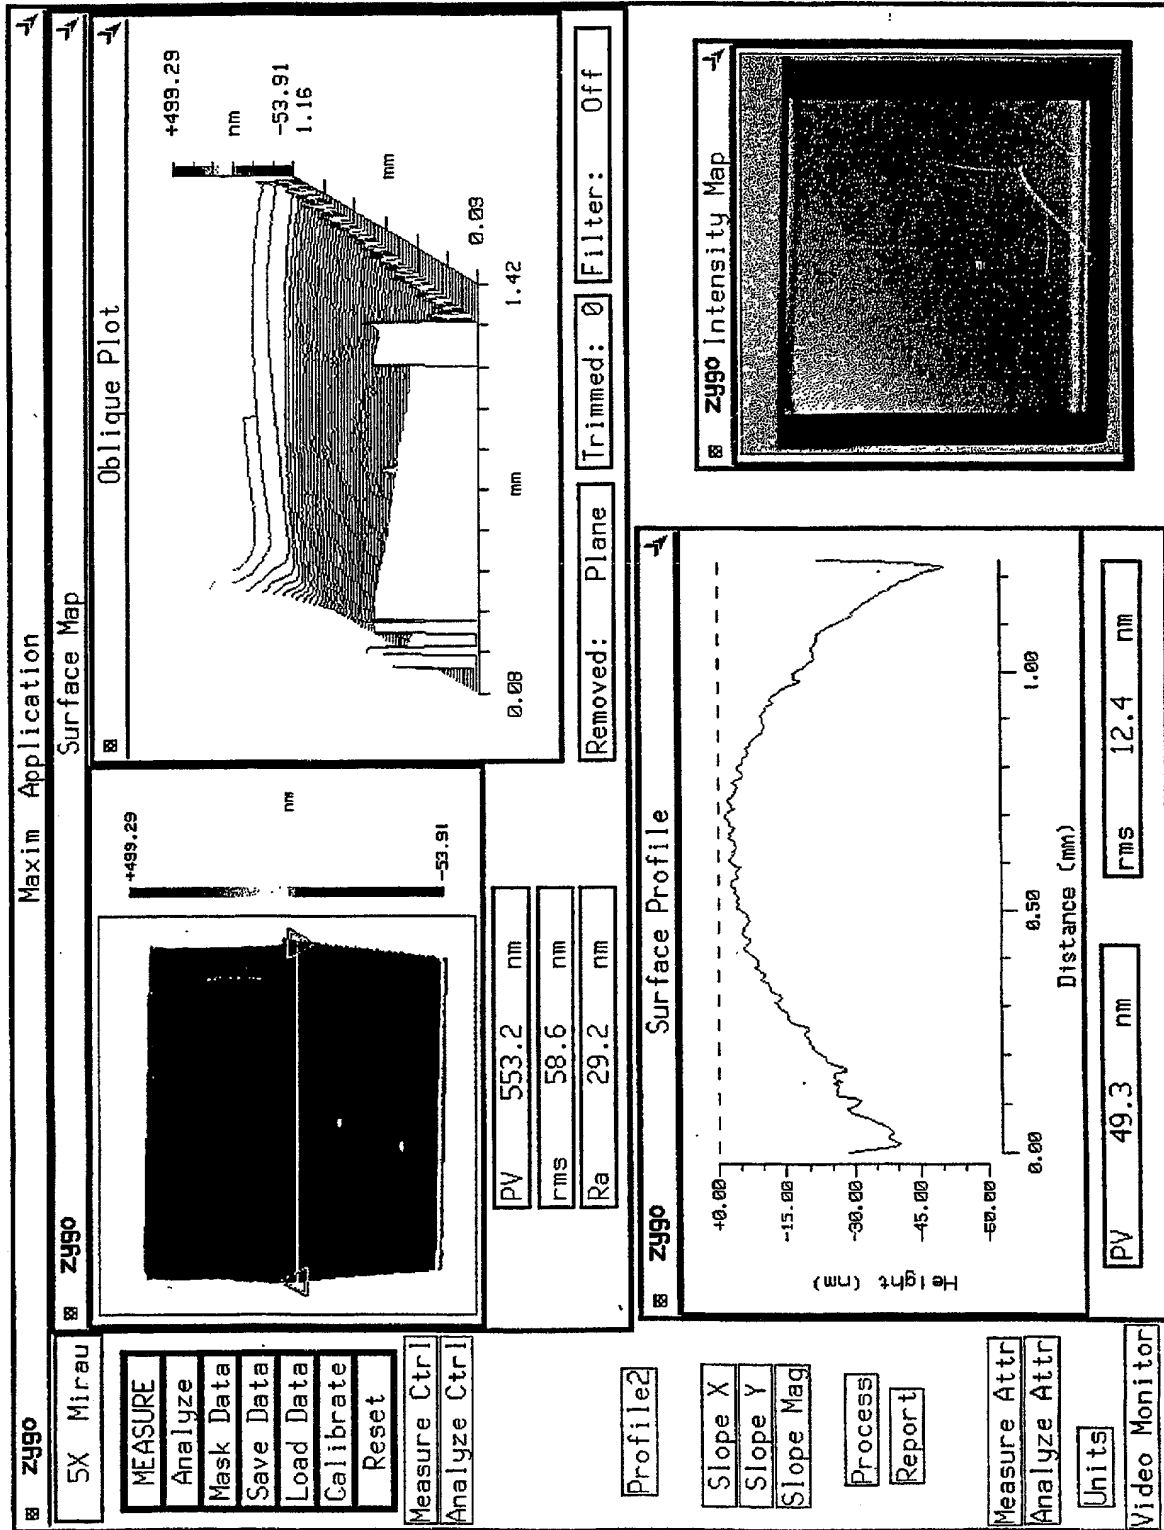 zygo Maxim Application
5X Mirau
MEASURE
Analyze
Mask Data
Save Data
Load Data
Calibrate
Reset
Measure Ctrl
Analyze Ctrl
Profile2
Slope X
Slope Y
Slope Mag
Process
Report
Measure Attr
Analyze Attr
Units
Video Monitor
zygo Surface Map
+499.29
nm
-53.91
PV 553.2 nm
rms 58.6 nm
Ra 29.2 nm
Oblique Plot
+499.29
nm
-53.91
1.16
mm
0.09
0.08
mm
1.42
Removed: Plane
Trimmed: 0
Filter: Off
zygo Surface Profile
Height (nm)
+0.00
-15.00
-30.00
-45.00
-60.00
0.00
0.50
1.00
Distance (mm)
PV 49.3 nm
rms 12.4 nm
zygo Intensity Map